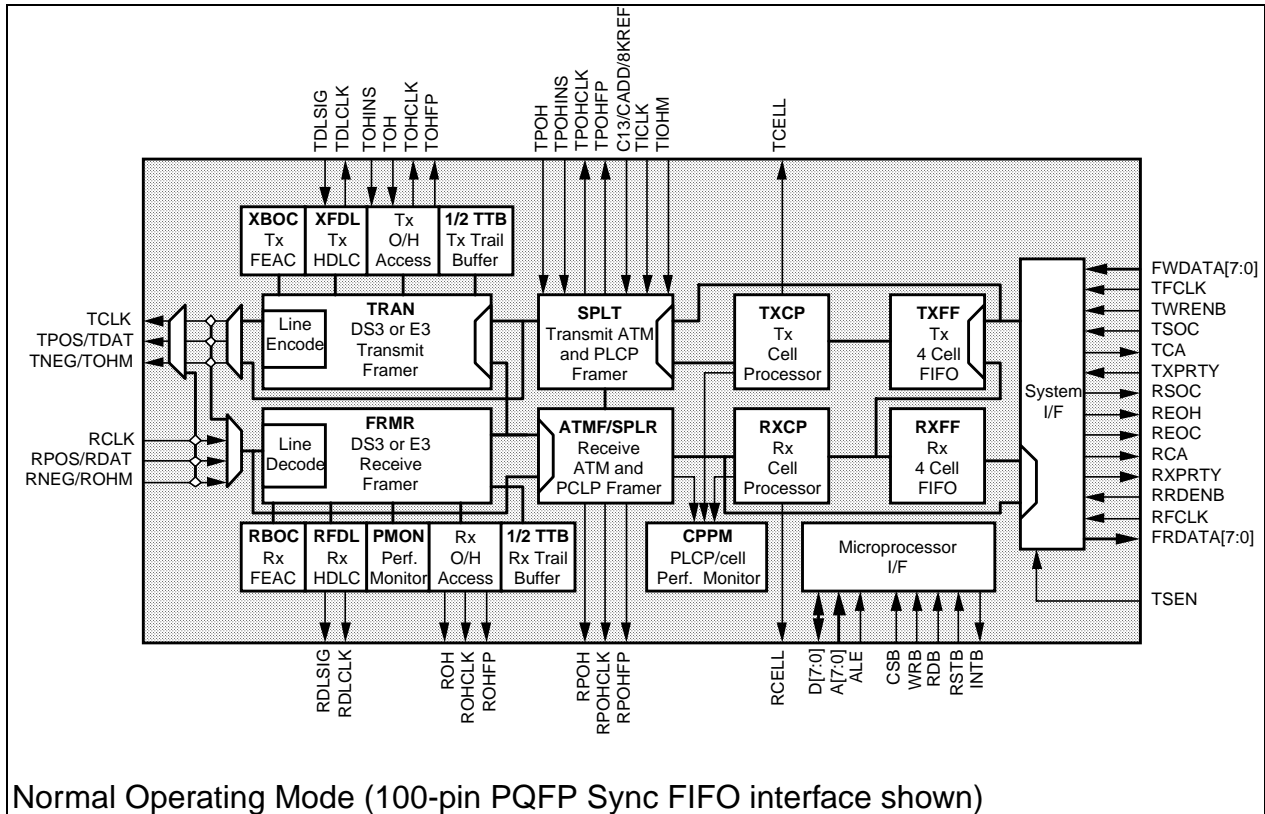 TDLSIG
TDLCLK
TOHINS
TOH
TOHCLK
TOHFP
TPOH
TPOHINS
TPOHCLK
TPOHFP
C13/CADD/8KREF
TICLK
TIOHM
TCELL
XBOC
Tx
FEAC
XFDL
Tx
HDLC
Tx
O/H
Access
1/2 TTB
Tx Trail
Buffer
TCLK
TPOS/TDAT
TNEG/TOHM
Line
Encode
TRAN
DS3 or E3
Transmit
Framer
SPLT
Transmit ATM
and PLCP
Framer
TXCP
Tx
Cell
Processor
TXFF
Tx
4 Cell
FIFO
System
I/F
FWDATA[7:0]
TFCLK
TWRENB
TSOC
TCA
TXPRTY
RSOC
REOH
REOC
RCA
RXPRTY
RRDENB
RFCLK
FRDATA[7:0]
TSEN
RCLK
RPOS/RDAT
RNEG/ROHM
Line
Decode
FRMR
DS3 or E3
Receive
Framer
ATMF/SPLR
Receive
ATM and
PCLP Framer
RXCP
Rx
Cell
Processor
RXFF
Rx
4 Cell
FIFO
RBOC
Rx
FEAC
RFDL
Rx
HDLC
PMON
Perf.
Monitor
Rx
O/H
Access
1/2 TTB
Rx Trail
Buffer
CPPM
PLCP/cell
Perf. Monitor
Microprocessor
I/F
RDLSIG
RDLCLK
ROH
ROHCLK
ROHFP
RPOH
RPOHCLK
RPOHFP
RCELL
D[7:0]
A[7:0]
ALE
CSB
WRB
RDB
RSTB
INTB
Normal Operating Mode (100-pin PQFP Sync FIFO interface shown)